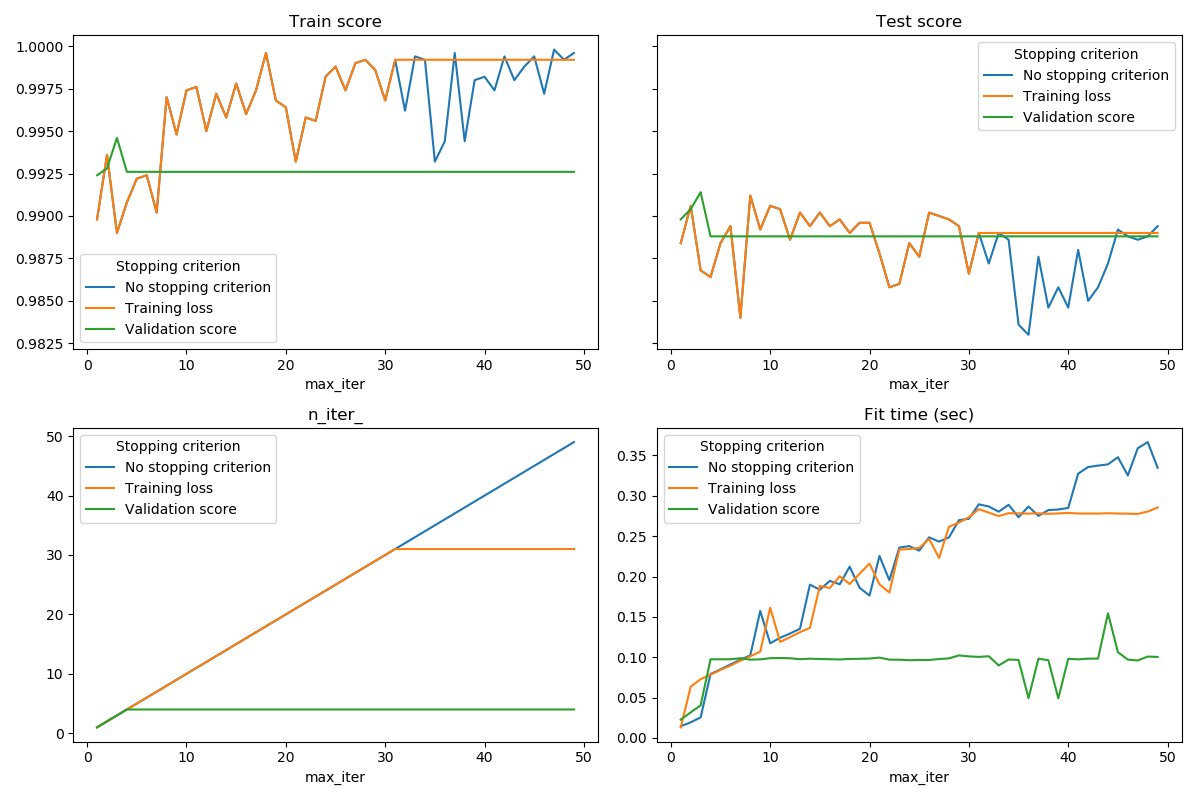 Train score
1.0000
0.9975
0.9950
0.9925
0.9900
0.9875
0.9850
0.9825
Stopping criterion
No stopping criterion
Training loss
Validation score
0 10 20 30 40 50
max_iter
Test score
Stopping criterion
No stopping criterion
Training loss
Validation score
0 10 20 30 40 50
max_iter
n_iter_
50
40
30
20
10
0
Stopping criterion
No stopping criterion
Training loss
Validation score
0 10 20 30 40 50
max_iter
Fit time (sec)
0.35
0.30
0.25
0.20
0.15
0.10
0.05
0.00
Stopping criterion
No stopping criterion
Training loss
Validation score
0 10 20 30 40 50
max_iter